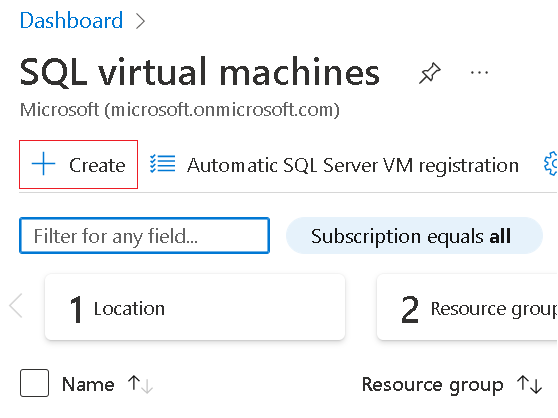 Dashboard
SQL virtual machines
Microsoft (microsoft.onmicrosoft.com)
Create Automatic SQL Server VM registration
Filter for any field... Subscription equals all
1 Location 2 Resource group
Name Resource group